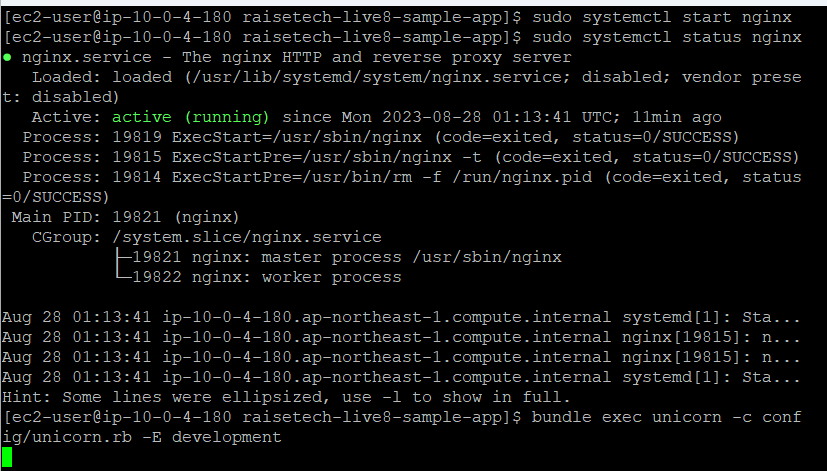 [ec2-user@ip-10-0-4-180 raisetech-live8-sample-app]$ sudo systemctl start nginx
[ec2-user@ip-10-0-4-180 raisetech-live8-sample-app]$ sudo systemctl status nginx
● nginx.service - The nginx HTTP and reverse proxy server
   Loaded: loaded (/usr/lib/systemd/system/nginx.service; disabled; vendor prese
t: disabled)
   Active: active (running) since Mon 2023-08-28 01:13:41 UTC; 11min ago
  Process: 19819 ExecStart=/usr/sbin/nginx (code=exited, status=0/SUCCESS)
  Process: 19815 ExecStartPre=/usr/sbin/nginx -t (code=exited, status=0/SUCCESS)
  Process: 19814 ExecStartPre=/usr/bin/rm -f /run/nginx.pid (code=exited, status
=0/SUCCESS)
 Main PID: 19821 (nginx)
   CGroup: /system.slice/nginx.service
           ├─19821 nginx: master process /usr/sbin/nginx
           └─19822 nginx: worker process

Aug 28 01:13:41 ip-10-0-4-180.ap-northeast-1.compute.internal systemd[1]: Sta...
Aug 28 01:13:41 ip-10-0-4-180.ap-northeast-1.compute.internal nginx[19815]: n...
Aug 28 01:13:41 ip-10-0-4-180.ap-northeast-1.compute.internal nginx[19815]: n...
Aug 28 01:13:41 ip-10-0-4-180.ap-northeast-1.compute.internal systemd[1]: Sta...
Hint: Some lines were ellipsized, use -l to show in full.
[ec2-user@ip-10-0-4-180 raisetech-live8-sample-app]$ bundle exec unicorn -c conf
ig/unicorn.rb -E development